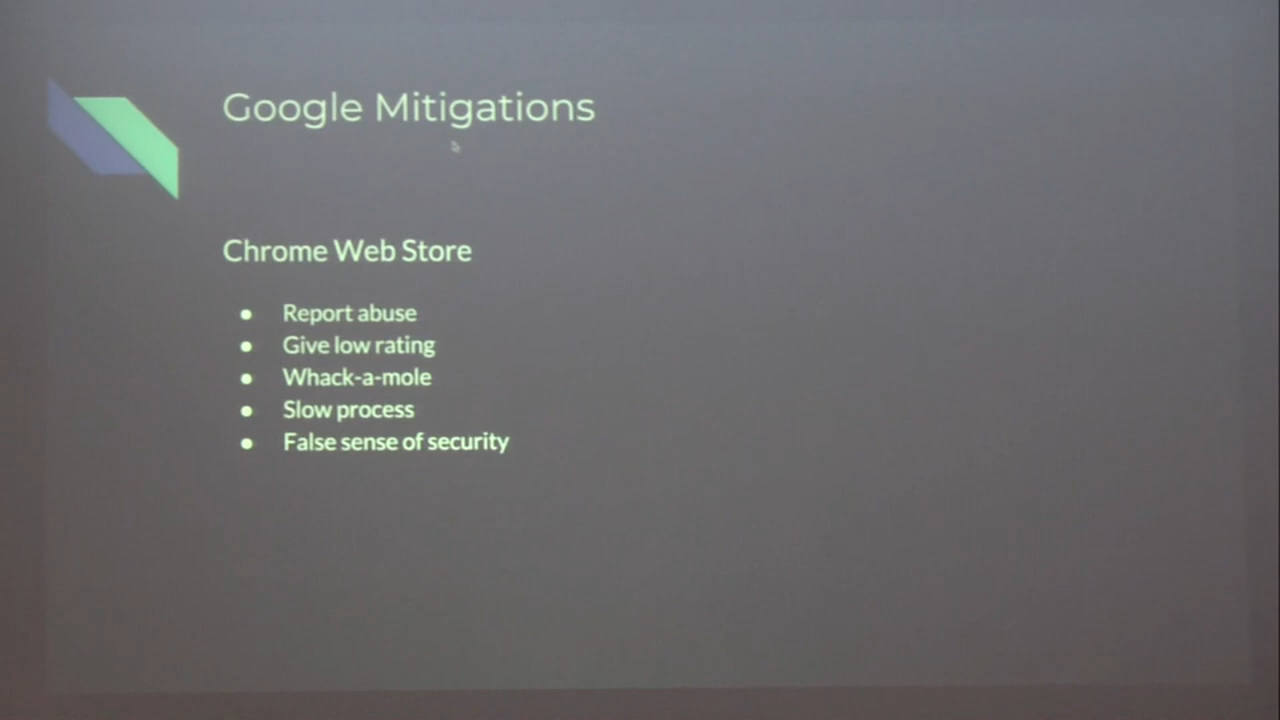 Google Mitigations
Chrome Web Store
● Report abuse
● Give low rating
● Whack-a-mole
● Slow process
● False sense of security